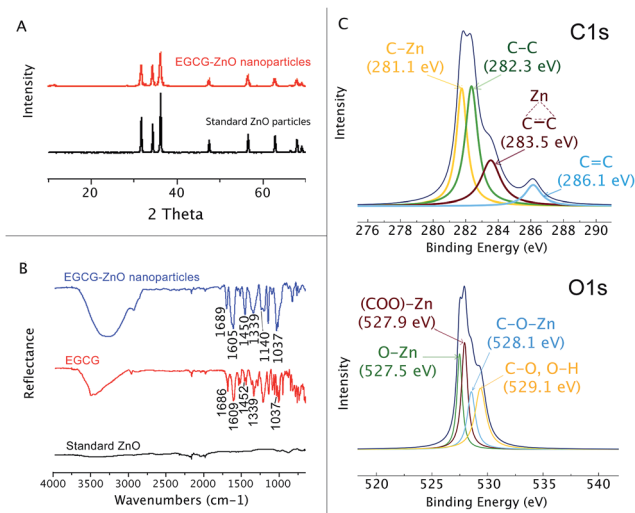 A
EGCG-ZnO nanoparticles
Standard ZnO particles
Intensity
20
40
60
2 Theta
B
EGCG-ZnO nanoparticles
1689
1605
1450
1339
1140
1037
EGCG
1686
1609
1452
1339
1037
Standard ZnO
Reflectance
4000
3500
3000
2500
2000
1500
1000
Wavenumbers (cm-1)
C
C1s
C-Zn
(281.1 eV)
C-C
(282.3 eV)
Zn
C-C
(283.5 eV)
C=C
(286.1 eV)
Intensity
276
278
280
282
284
286
288
290
Binding Energy (eV)
O1s
(COO)-Zn
(527.9 eV)
O-Zn
(527.5 eV)
C-O-Zn
(528.1 eV)
C-O, O-H
(529.1 eV)
Intensity
520
525
530
535
540
Binding Energy (eV)